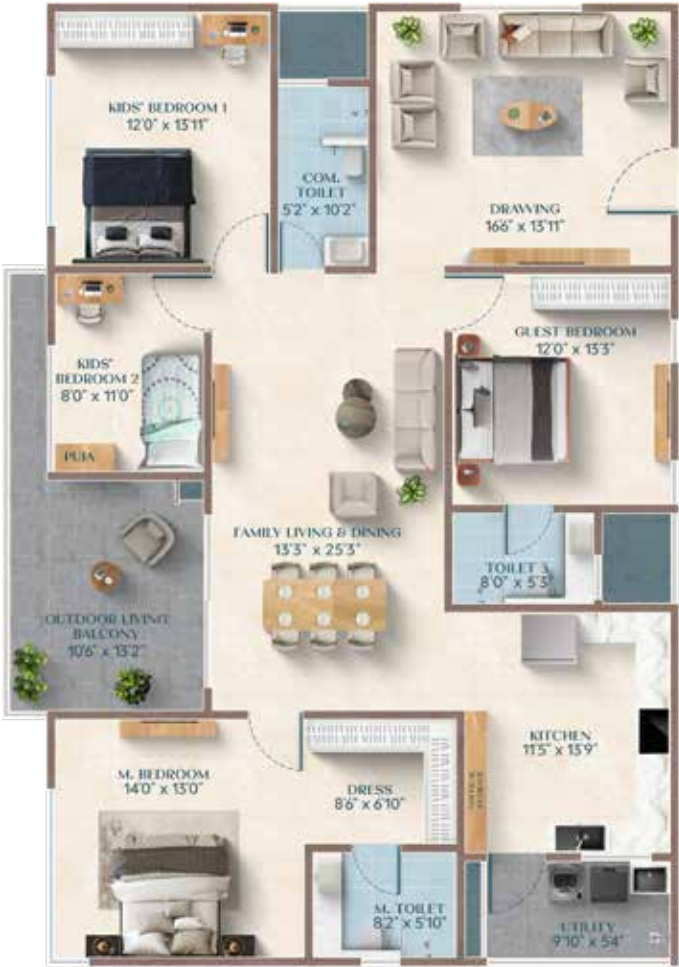 KIDS' BEDROOM 1
12'0" x 13'11"
COM.
TOILET
5'2" x 10'2"
DRAWING
16'6" x 13'11"
GUEST BEDROOM
12'0" x 13'3"
KIDS'
BEDROOM 2
8'0" x 11'0"
PUJA
FAMILY LIVING & DINING
13'3" x 25'3"
TOILET 3
8'0" x 5'3"
OUTDOOR LIVING
BALCONY
10'6" x 13'2"
KITCHEN
11'5" x 13'9"
M. BEDROOM
14'0" x 13'0"
DRESS
8'6" x 6'10"
STORAGE
M. TOILET
8'2" x 5'10"
UTILITY
9'10" x 5'4"